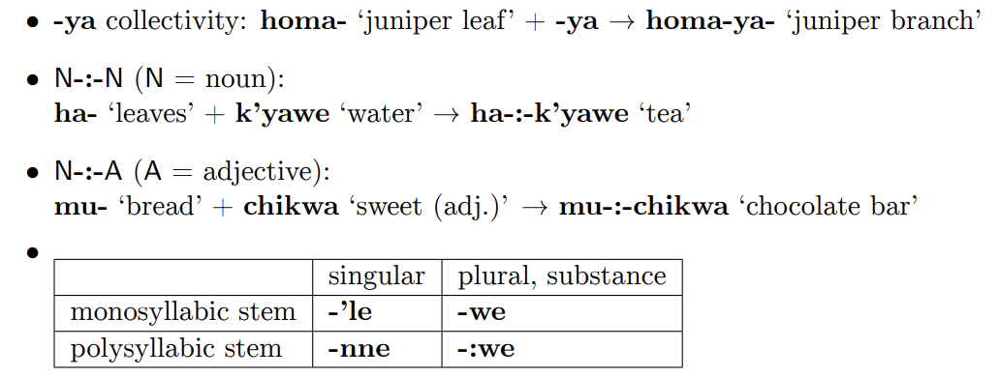 • -ya collectivity: homa- ‘juniper leaf’ + -ya → homa-ya- ‘juniper branch’
• N-:-N (N = noun):
ha- ‘leaves’ + k’yawe ‘water’ → ha-:-k’yawe ‘tea’
• N-:-A (A = adjective):
mu- ‘bread’ + chikwa ‘sweet (adj.)’ → mu-:-chikwa ‘chocolate bar’
•
singular plural, substance
monosyllabic stem -’le -we
polysyllabic stem -nne -:we